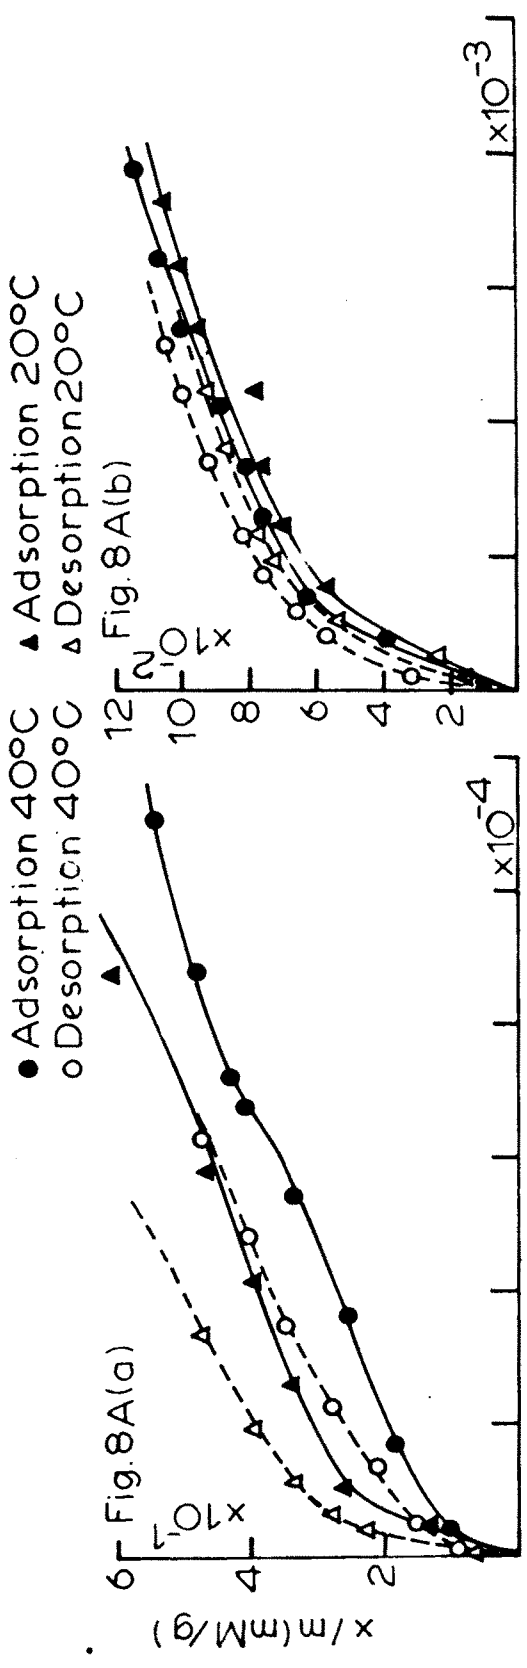 ● Adsorption 40°C ▲ Adsorption 20°C
○ Desorption 40°C △ Desorption 20°C
Fig. 8A(a)
x/m(mM/g)
x10-1
6
4
2
x10-4
Fig. 8A(b)
x10-2
12
10
8
6
4
2
x10-3